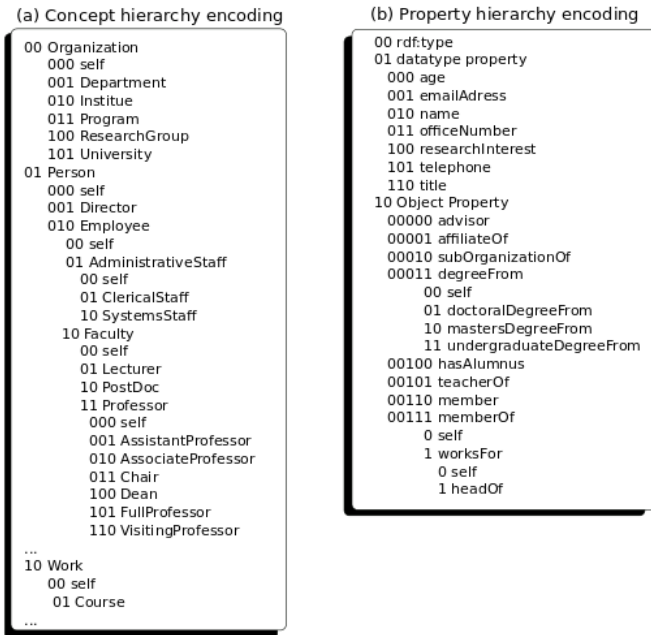 (a) Concept hierarchy encoding
00 Organization
000 self
001 Department
010 Institue
011 Program
100 ResearchGroup
101 University
01 Person
000 self
001 Director
010 Employee
00 self
01 AdministrativeStaff
00 self
01 ClericalStaff
10 SystemsStaff
10 Faculty
00 self
01 Lecturer
10 PostDoc
11 Professor
000 self
001 AssistantProfessor
010 AssociateProfessor
011 Chair
100 Dean
101 FullProfessor
110 VisitingProfessor
...
10 Work
00 self
01 Course
...
(b) Property hierarchy encoding
00 rdf:type
01 datatype property
000 age
001 emailAdress
010 name
011 officeNumber
100 researchInterest
101 telephone
110 title
10 Object Property
00000 advisor
00001 affiliateOf
00010 subOrganizationOf
00011 degreeFrom
00 self
01 doctoralDegreeFrom
10 mastersDegreeFrom
11 undergraduateDegreeFrom
00100 hasAlumnus
00101 teacherOf
00110 member
00111 memberOf
0 self
1 worksFor
0 self
1 headOf